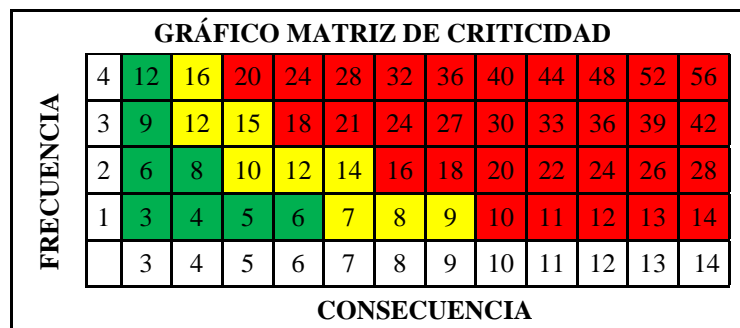 GRÁFICO MATRIZ DE CRITICIDAD
FRECUENCIA
4 12 16 20 24 28 32 36 40 44 48 52 56
3 9 12 15 18 21 24 27 30 33 36 39 42
2 6 8 10 12 14 16 18 20 22 24 26 28
1 3 4 5 6 7 8 9 10 11 12 13 14
3 4 5 6 7 8 9 10 11 12 13 14
CONSECUENCIA